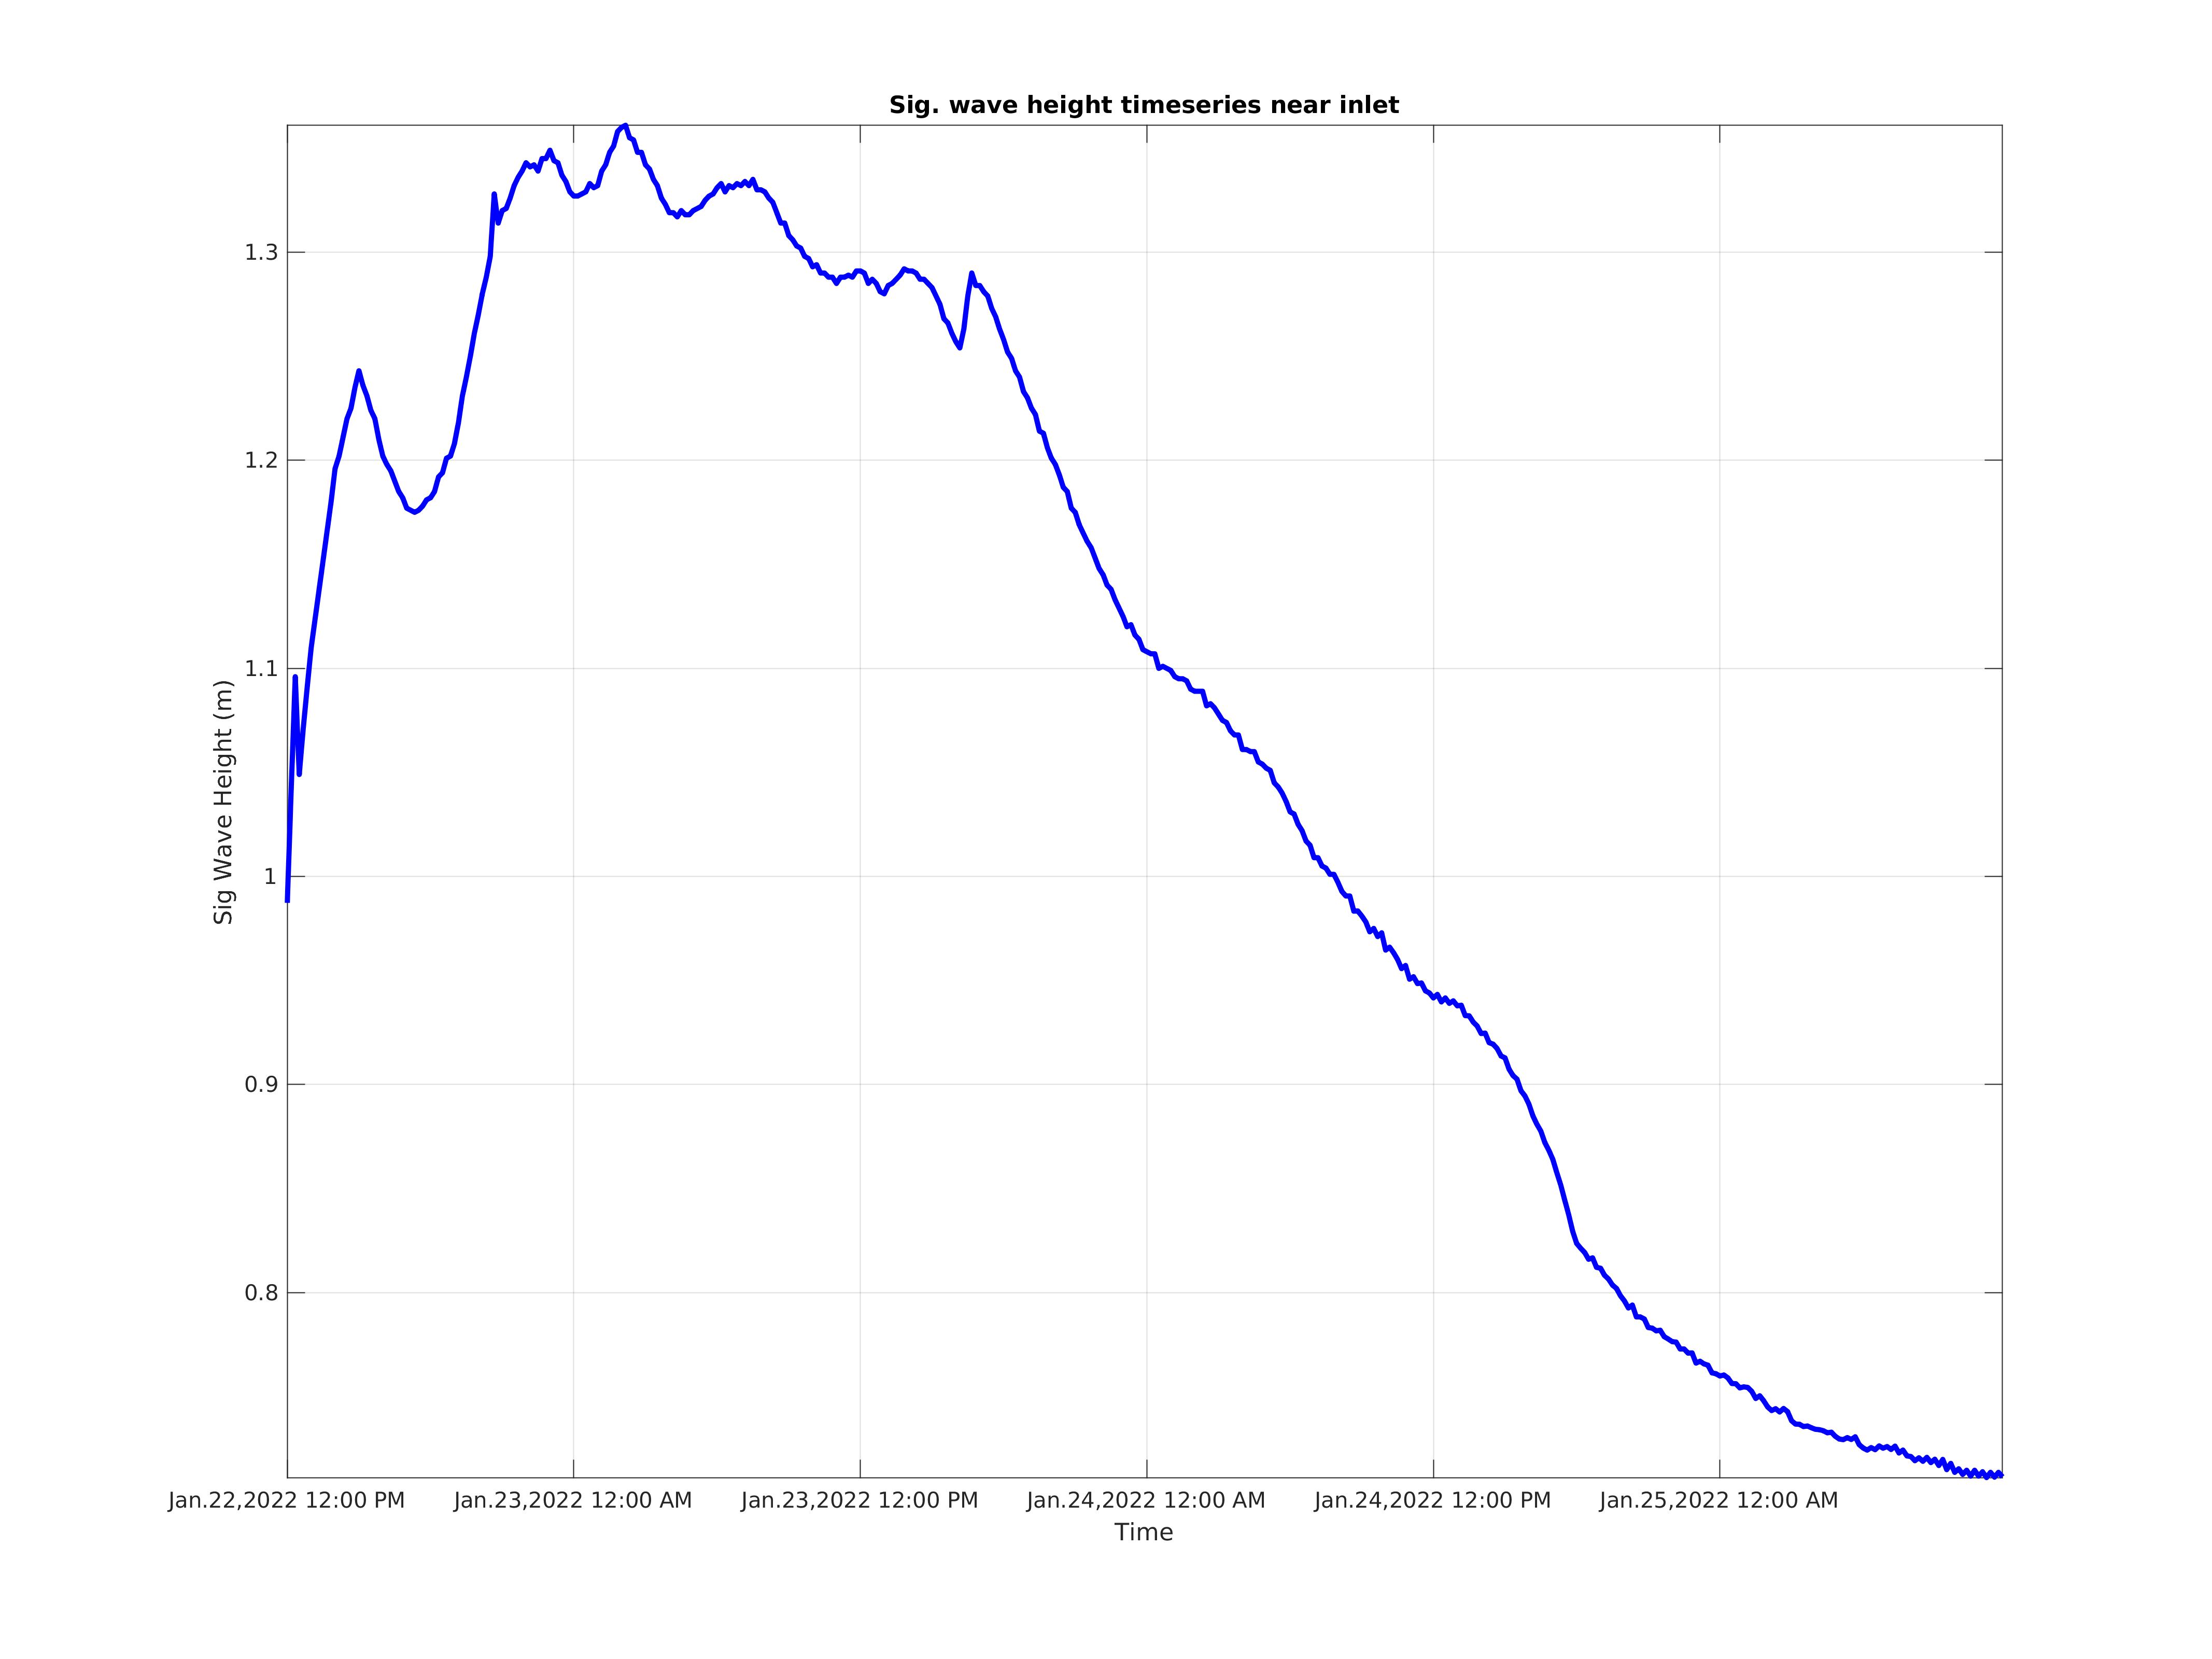 Sig. wave height timeseries near inlet
Sig Wave Height (m)
1.3
1.2
1.1
1
0.9
0.8
Jan.22,2022 12:00 PM
Jan.23,2022 12:00 AM
Jan.23,2022 12:00 PM
Jan.24,2022 12:00 AM
Jan.24,2022 12:00 PM
Jan.25,2022 12:00 AM
Time